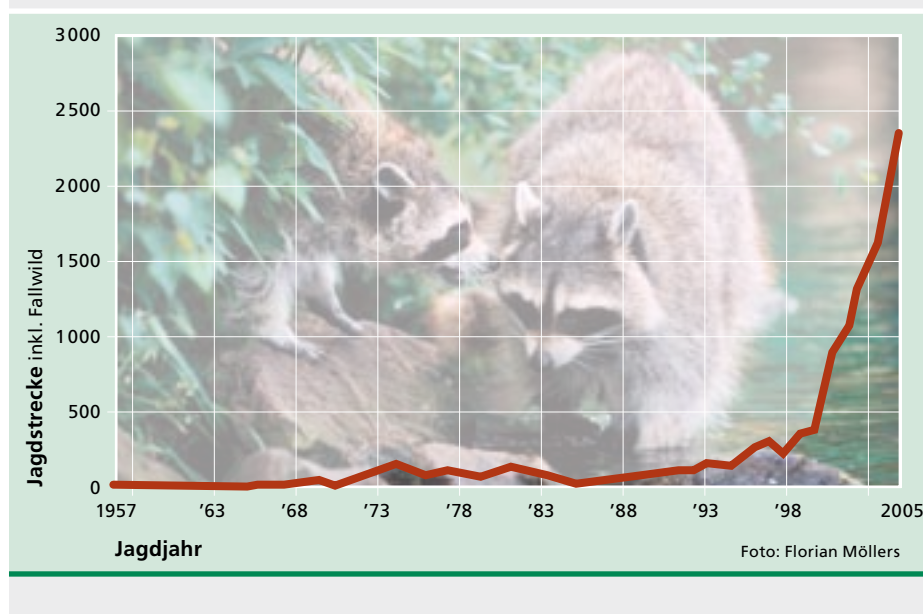 3000
2500
2000
1500
1000
500
0
Jagdstrecke inkl. Fallwild
1957 ’63 ’68 ’73 ’78 ’83 ’88 ’93 ’98 2005
Jagdjahr
Foto: Florian Möllers